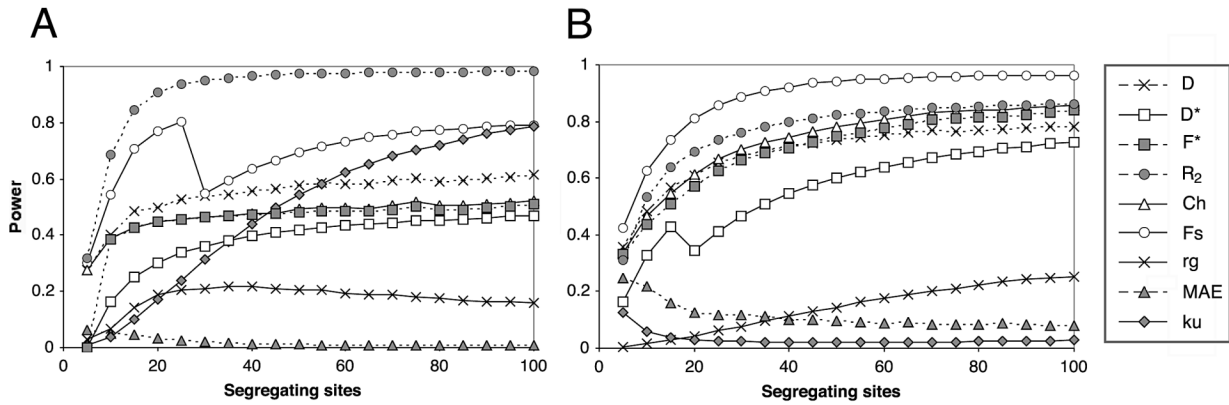 A
B
Power
1
0.8
0.6
0.4
0.2
0
0 20 40 60 80 100
Segregating sites
1
0.8
0.6
0.4
0.2
0
0 20 40 60 80 100
Segregating sites
D
D*
F*
R2
Ch
Fs
rg
MAE
ku